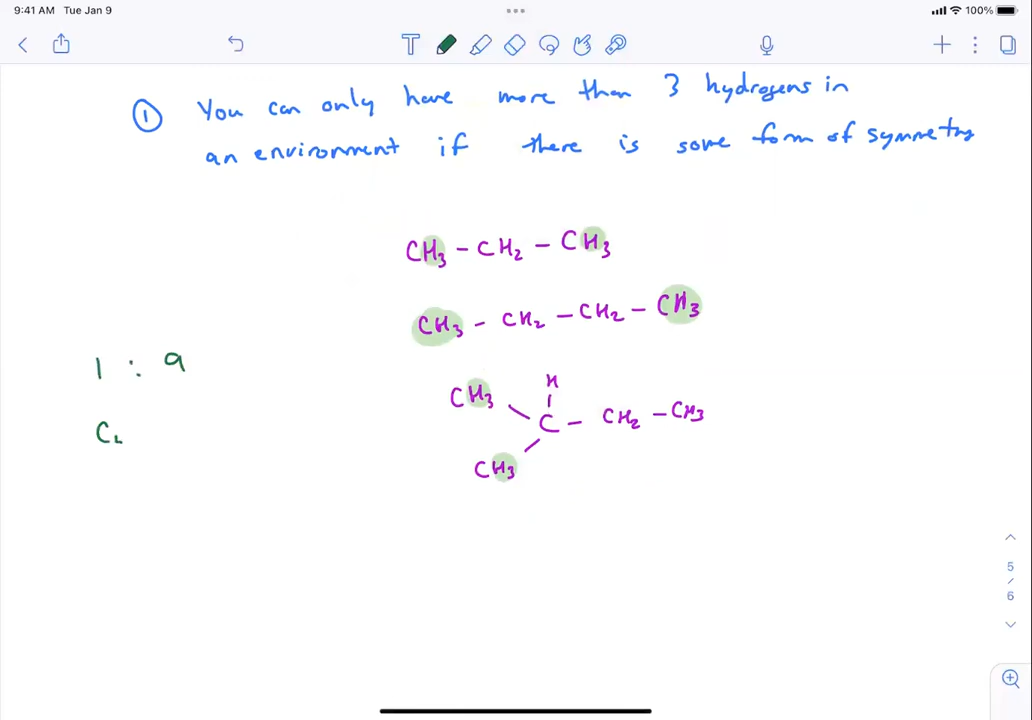 9:41 AM Tue Jan 9
100%
① You can only have more than 3 hydrogens in
an environment if there is some form of symmetry
CH₃ - CH₂ - CH₃
CH₃ - CH₂ - CH₂ - CH₃
1 : 9
H
CH₃
C - CH₂ - CH₃
CH₃
5
/
6